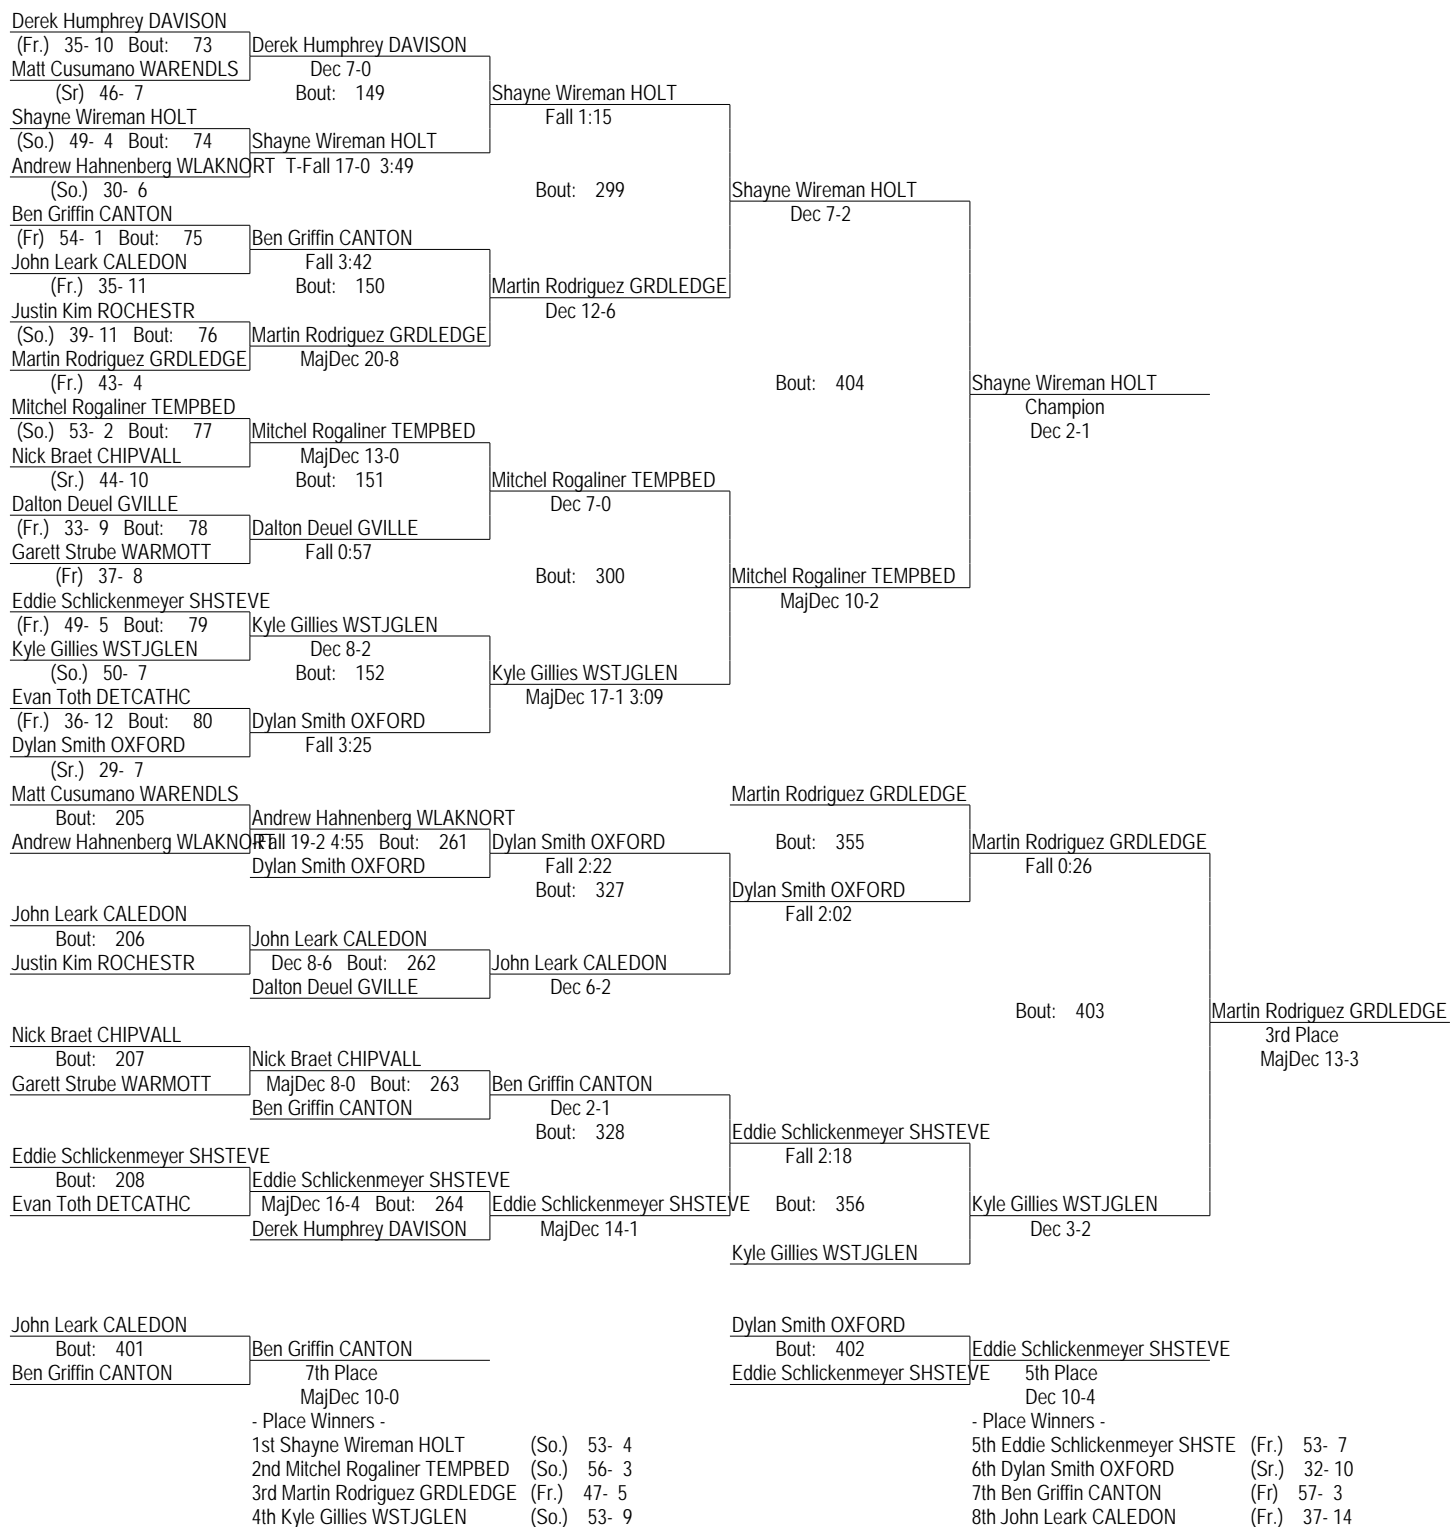 Derek Humphrey DAVISON
(Fr.) 35- 10 Bout: 73
Derek Humphrey DAVISON
Matt Cusumano WARENDLS
Dec 7-0
(Sr) 46- 7
Bout: 149
Shayne Wireman HOLT
Shayne Wireman HOLT
Fall 1:15
(So.) 49- 4 Bout: 74
Shayne Wireman HOLT
Andrew Hahnenberg WLAKNORT
T-Fall 17-0 3:49
(So.) 30- 6
Bout: 299
Shayne Wireman HOLT
Ben Griffin CANTON
Dec 7-2
(Fr) 54- 1 Bout: 75
Ben Griffin CANTON
John Leark CALEDON
Fall 3:42
(Fr.) 35- 11
Bout: 150
Martin Rodriguez GRDLEDGE
Justin Kim ROCHESTR
Dec 12-6
(So.) 39- 11 Bout: 76
Martin Rodriguez GRDLEDGE
Martin Rodriguez GRDLEDGE
MajDec 20-8
(Fr.) 43- 4
Bout: 404
Shayne Wireman HOLT
Mitchel Rogaliner TEMPBED
Champion
(So.) 53- 2 Bout: 77
Mitchel Rogaliner TEMPBED
Dec 2-1
Nick Braet CHIPVALL
MajDec 13-0
(Sr.) 44- 10
Bout: 151
Mitchel Rogaliner TEMPBED
Dalton Deuel GVILLE
Dec 7-0
(Fr.) 33- 9 Bout: 78
Dalton Deuel GVILLE
Garett Strube WARMOTT
Fall 0:57
(Fr) 37- 8
Bout: 300
Mitchel Rogaliner TEMPBED
Eddie Schlickenmeyer SHSTEVE
MajDec 10-2
(Fr.) 49- 5 Bout: 79
Kyle Gillies WSTJGLEN
Kyle Gillies WSTJGLEN
Dec 8-2
(So.) 50- 7
Bout: 152
Kyle Gillies WSTJGLEN
Evan Toth DETCATHC
MajDec 17-1 3:09
(Fr.) 36- 12 Bout: 80
Dylan Smith OXFORD
Dylan Smith OXFORD
Fall 3:25
(Sr.) 29- 7
Matt Cusumano WARENDLS
Martin Rodriguez GRDLEDGE
Bout: 205
Andrew Hahnenberg WLAKNORT
Andrew Hahnenberg WLAKNORT
T-Fall 19-2 4:55 Bout: 261
Dylan Smith OXFORD
Bout: 355
Martin Rodriguez GRDLEDGE
Dylan Smith OXFORD
Fall 2:22
Fall 0:26
Bout: 327
Dylan Smith OXFORD
John Leark CALEDON
Fall 2:02
Bout: 206
John Leark CALEDON
Justin Kim ROCHESTR
Dec 8-6 Bout: 262
John Leark CALEDON
Dalton Deuel GVILLE
Dec 6-2
Bout: 403
Martin Rodriguez GRDLEDGE
Nick Braet CHIPVALL
3rd Place
Bout: 207
Nick Braet CHIPVALL
MajDec 13-3
Garett Strube WARMOTT
MajDec 8-0 Bout: 263
Ben Griffin CANTON
Ben Griffin CANTON
Dec 2-1
Bout: 328
Eddie Schlickenmeyer SHSTEVE
Eddie Schlickenmeyer SHSTEVE
Fall 2:18
Bout: 208
Eddie Schlickenmeyer SHSTEVE
Evan Toth DETCATHC
MajDec 16-4 Bout: 264
Eddie Schlickenmeyer SHSTEVE
Bout: 356
Kyle Gillies WSTJGLEN
Derek Humphrey DAVISON
MajDec 14-1
Dec 3-2
Kyle Gillies WSTJGLEN
John Leark CALEDON
Dylan Smith OXFORD
Bout: 401
Ben Griffin CANTON
Bout: 402
Eddie Schlickenmeyer SHSTEVE
Ben Griffin CANTON
7th Place
Eddie Schlickenmeyer SHSTEVE
5th Place
MajDec 10-0
Dec 10-4
- Place Winners -
1st Shayne Wireman HOLT (So.) 53- 4
2nd Mitchel Rogaliner TEMPBED (So.) 56- 3
3rd Martin Rodriguez GRDLEDGE (Fr.) 47- 5
4th Kyle Gillies WSTJGLEN (So.) 53- 9
- Place Winners -
5th Eddie Schlickenmeyer SHSTE (Fr.) 53- 7
6th Dylan Smith OXFORD (Sr.) 32- 10
7th Ben Griffin CANTON (Fr) 57- 3
8th John Leark CALEDON (Fr.) 37- 14